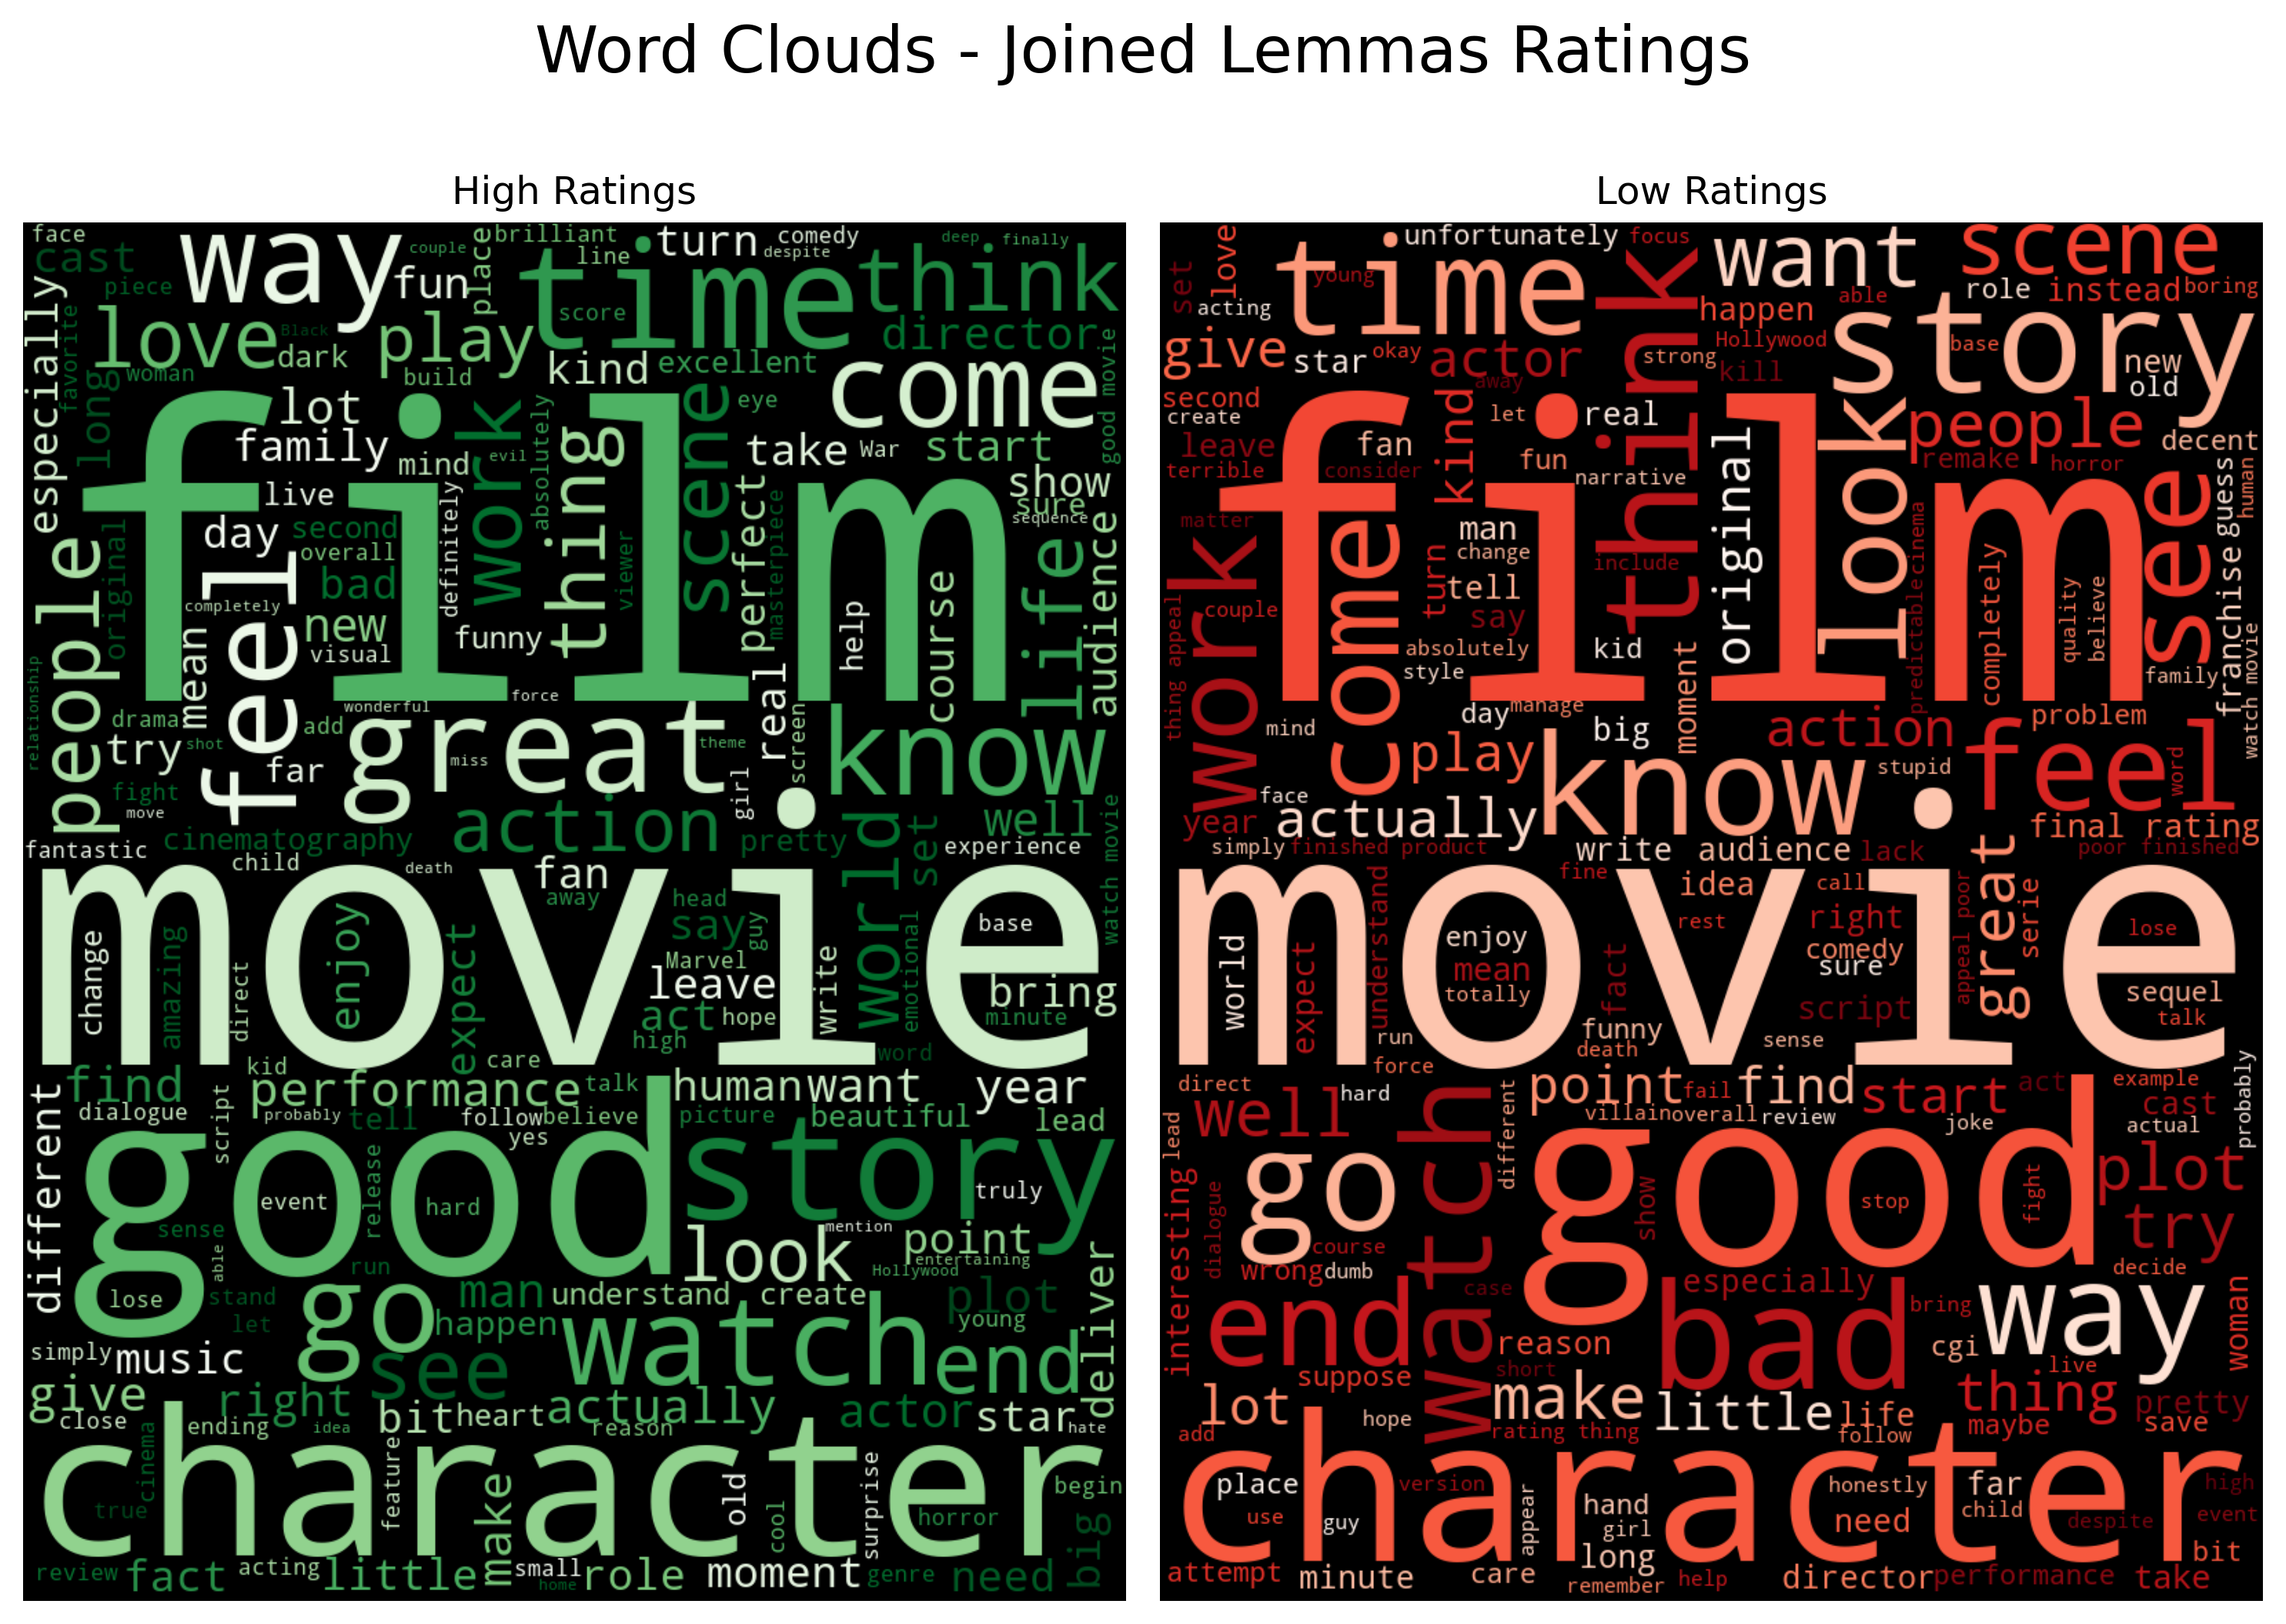 Word Clouds - Joined Lemmas Ratings
High Ratings
face
cast
piece
way
couple
fun
place
brilliant
line
turn
comedy
despite
deep
finally
time
think
especially
favorite
love
Black
dark
play
score
director
woman
long
build
kind
excellent
come
good movie
lot
family
mind
work
evil
absolutely
thing
scene
eye
take
War
start
show
sure
sequence
film
live
day
second
overall
bad
definitely
viewer
perfect
masterpiece
people
original
feel
completely
new
visual
mean
funny
help
course
life
audience
relationship
force
wonderful
drama
try
shot
add
far
great
miss
theme
real
screen
know
fight
move
action
girl
pretty
world
set
well
watch movie
fantastic
cinematography
child
death
fan
away
head
experience
movie
change
amazing
direct
enjoy
expect
say
guy
Marvel
leave
act
hope
high
write
emotional
base
bring
minute
word
find
kid
care
performance
talk
human
want
year
different
dialogue
script
probably
tell
follow
believe
yes
picture
beautiful
lead
good
story
event
release
hard
truly
sense
able
run
look
mention
point
entertaining
Hollywood
lose
stand
let
go
man
understand
create
plot
young
happen
deliver
simply
music
see
watch
end
give
close
right
actually
bit
heart
actor
star
hate
ending
idea
reason
cinema
character
true
feature
make
old
cool
surprise
horror
begin
review
fact
acting
little
small
home
role
moment
genre
need
big
Low Ratings
set
love
unfortunately
focus
want
scene
young
time
acting
think
happen
able
role
instead
boring
Hollywood
story
give
star
okay
actor
strong
kill
base
new
old
second
create
away
kind
let
real
look
people
decent
leave
terrible
fan
consider
fun
narrative
original
remake
horror
guess
human
film
matter
work
couple
come
man
change
turn
tell
say
include
predictable
cinema
completely
quality
believe
see
franchise
thing appeal
absolutely
style
kid
moment
family
watch movie
mind
day
manage
big
action
problem
play
know
stupid
feel
word
year
face
actually
final rating
simply
finished product
write
audience
lack
poor finished
fine
idea
call
great
understand
movie
world
expect
enjoy
mean
totally
fact
rest
right
comedy
sure
script
appeal poor
serie
lose
sequel
talk
run
funny
death
sense
force
direct
hard
well
watch
different
point
fail
find
start
act
example
cast
probably
villain
overall
review
joke
actual
interesting
lead
go
good
plot
dialogue
show
stop
fight
try
course
wrong
dumb
case
especially
decide
end
bad
bring
way
woman
reason
cgi
live
short
suppose
lot
make
little
life
thing
pretty
hope
add
rating thing
follow
maybe
save
character
place
version
honestly
far
high
use
guy
appear
hand
girl
need
child
despite
event
attempt
minute
care
long
remember
help
director
performance
take
bit